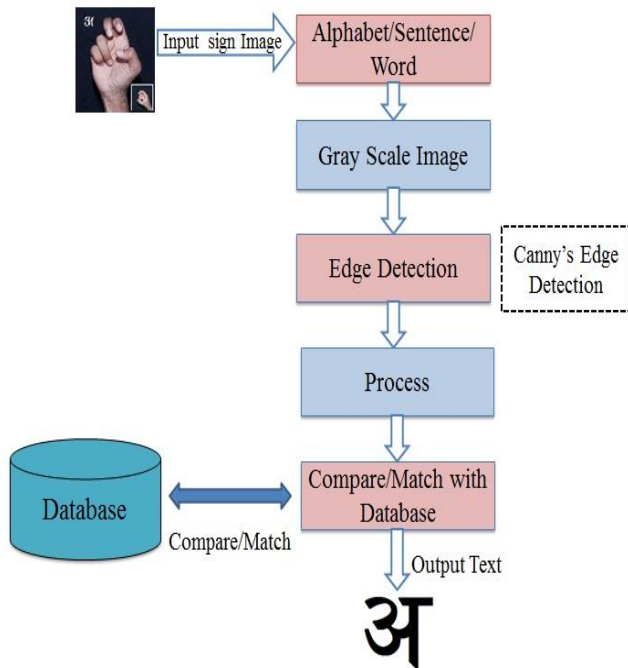 अ
Input sign Image
Alphabet/Sentence/
Word
Gray Scale Image
Edge Detection
Canny's Edge
Detection
Process
Compare/Match with
Database
Database
Compare/Match
Output Text
अ